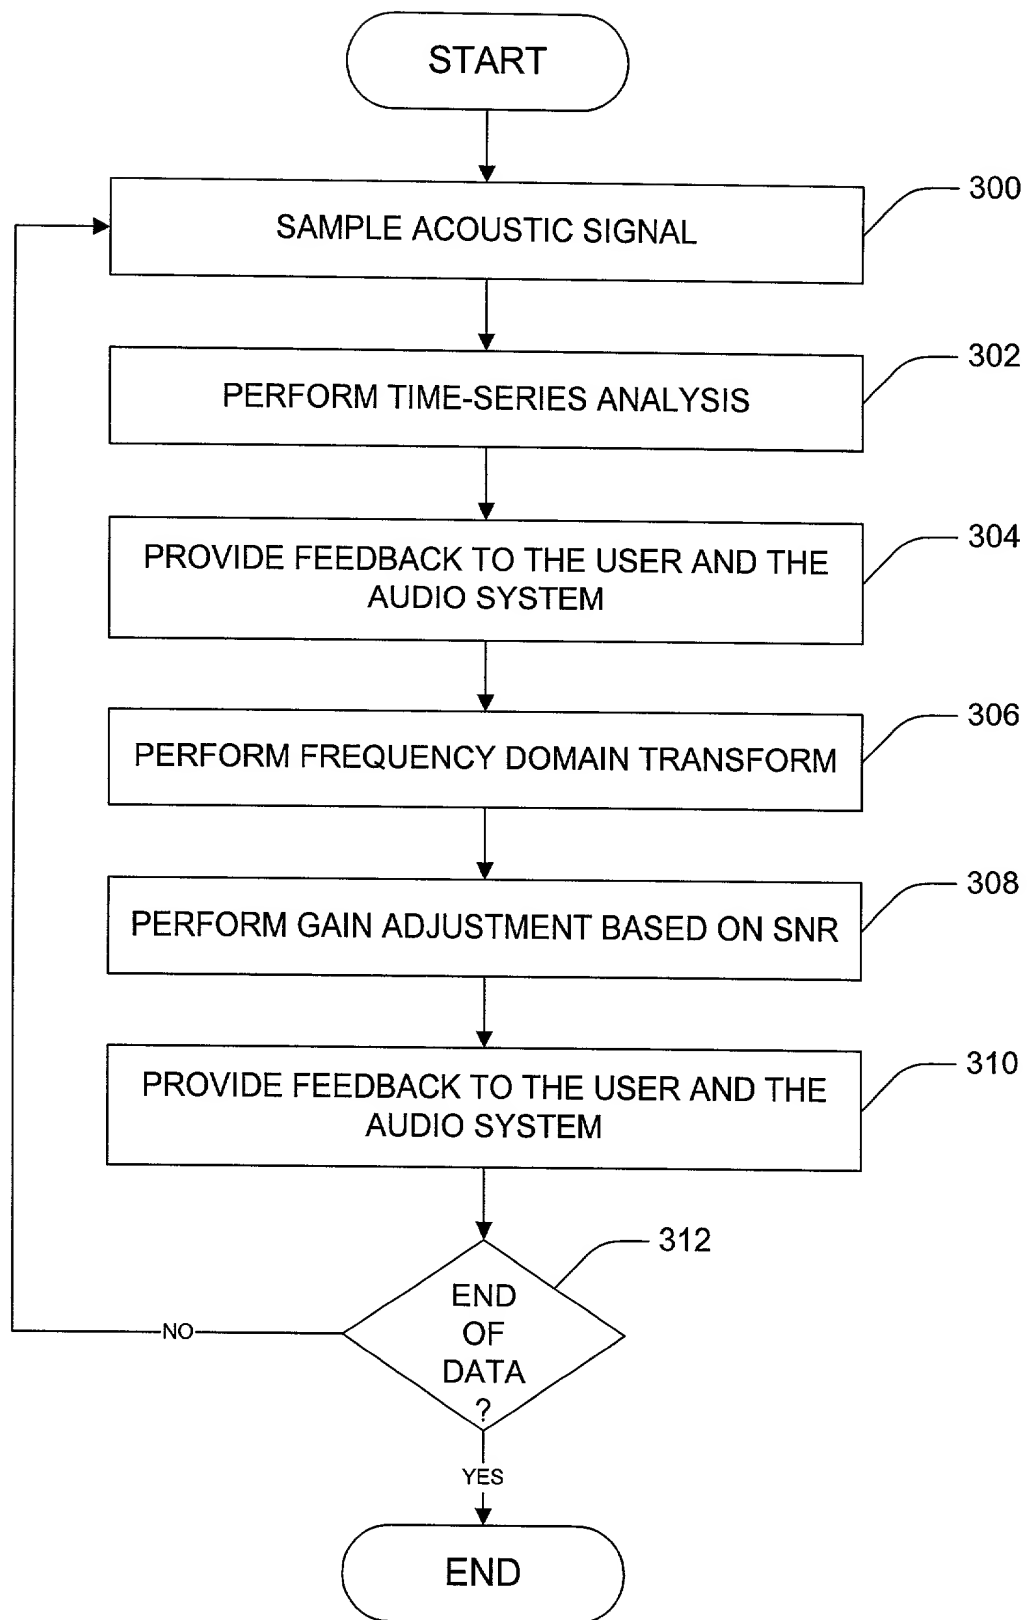 START
300
SAMPLE ACOUSTIC SIGNAL
302
PERFORM TIME-SERIES ANALYSIS
304
PROVIDE FEEDBACK TO THE USER AND THE
AUDIO SYSTEM
306
PERFORM FREQUENCY DOMAIN TRANSFORM
308
PERFORM GAIN ADJUSTMENT BASED ON SNR
310
PROVIDE FEEDBACK TO THE USER AND THE
AUDIO SYSTEM
312
END
OF
DATA
?
NO
YES
END